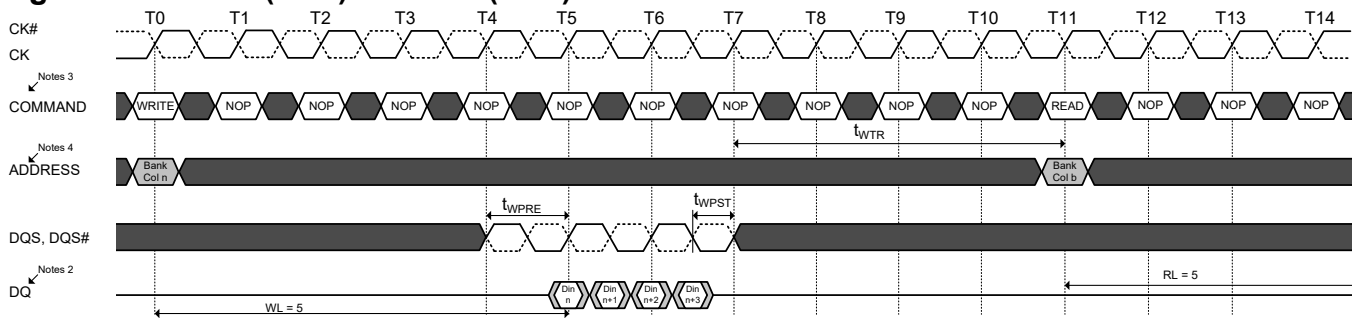 T0 T1 T2 T3 T4 T5 T6 T7 T8 T9 T10 T11 T12 T13 T14
CK#
CK
Notes 3
COMMAND WRITE NOP NOP NOP NOP NOP NOP NOP NOP NOP NOP READ NOP NOP NOP
tWTR
Notes 4
ADDRESS Bank Col n Bank Col b
tWPRE tWPST
DQS, DQS#
Notes 2
DQ Din n Din n+1 Din n+2 Din n+3
RL = 5
WL = 5